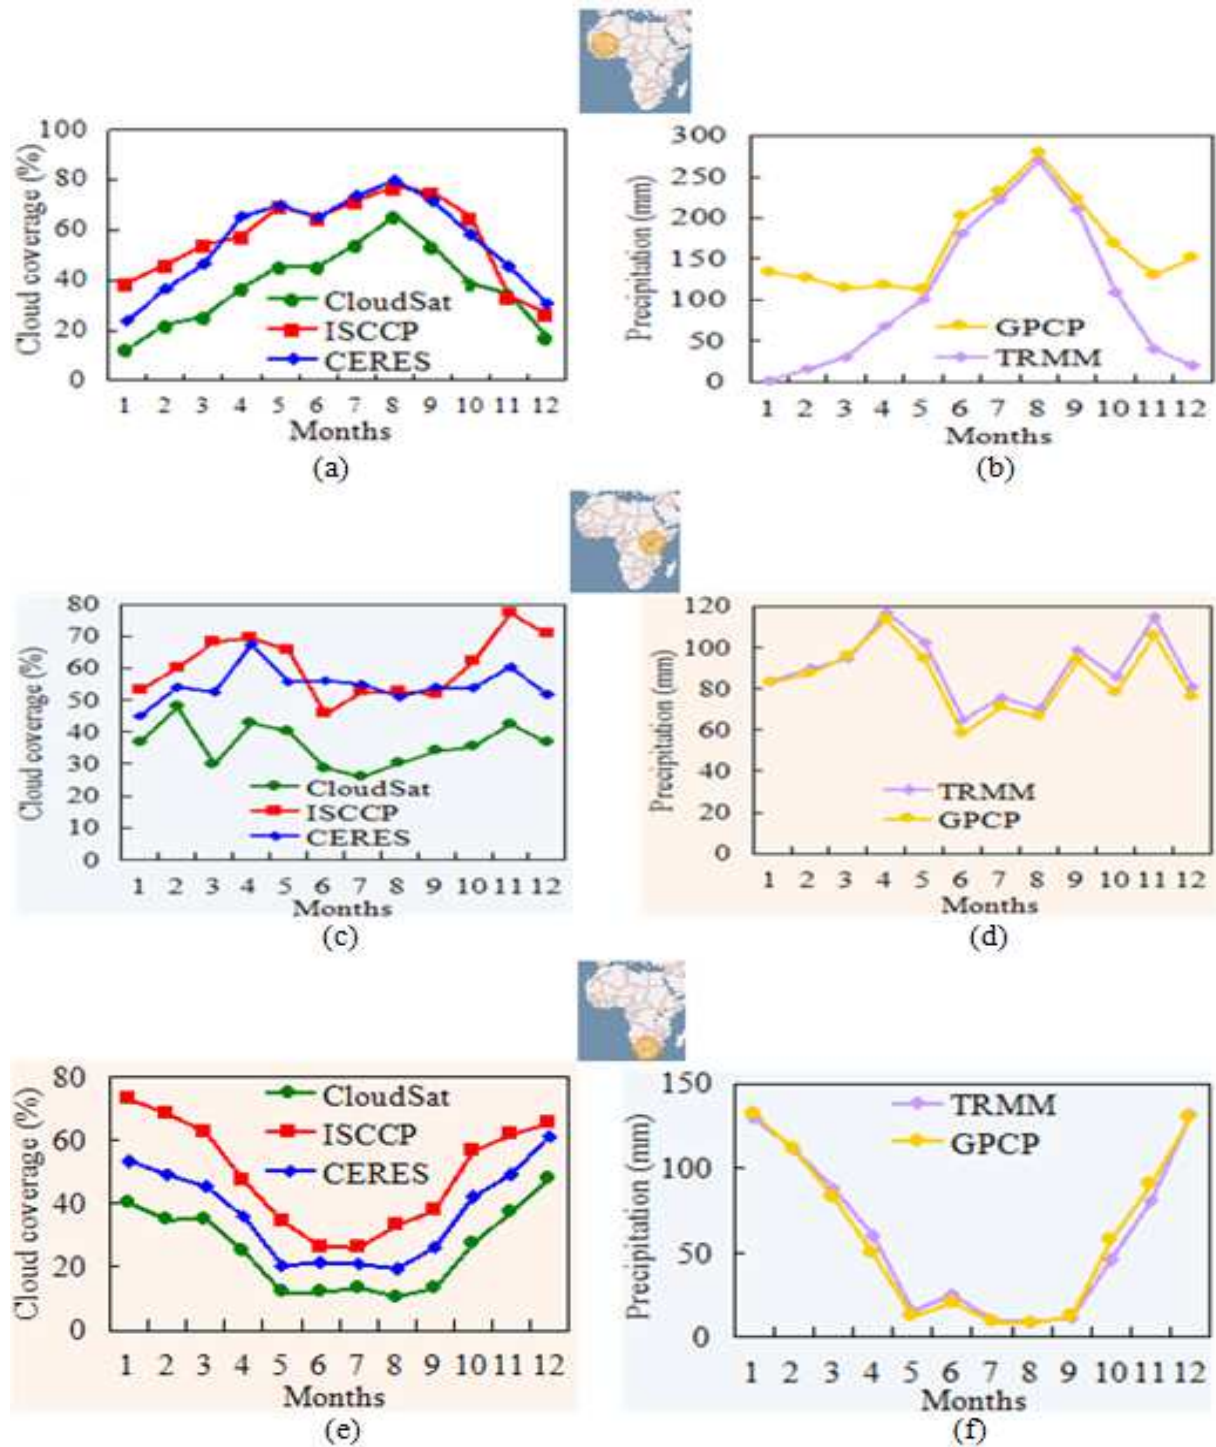 100
80
60
40
20
0
Cloud coverage (%)
CloudSat
ISCCP
CERES
1 2 3 4 5 6 7 8 9 10 11 12
Months
(a)
300
250
200
150
100
50
0
Precipitation (mm)
GPCP
TRMM
1 2 3 4 5 6 7 8 9 10 11 12
Months
(b)
80
70
60
50
40
30
20
10
0
Cloud coverage (%)
CloudSat
ISCCP
CERES
1 2 3 4 5 6 7 8 9 10 11 12
Months
(c)
120
100
80
60
40
20
0
Precipitation (mm)
TRMM
GPCP
1 2 3 4 5 6 7 8 9 10 11 12
Months
(d)
80
60
40
20
0
Cloud coverage (%)
CloudSat
ISCCP
CERES
1 2 3 4 5 6 7 8 9 10 11 12
Months
(e)
150
100
50
0
Precipitation (mm)
TRMM
GPCP
1 2 3 4 5 6 7 8 9 10 11 12
Months
(f)